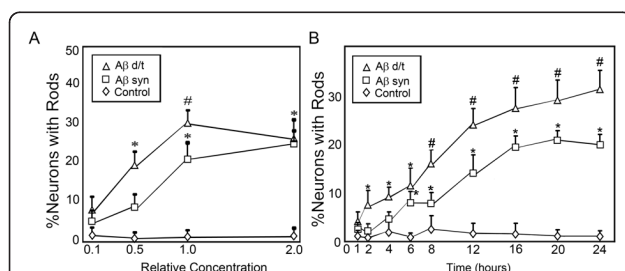 A
B
50
40
30
20
10
0
%Neurons with Rods
Aβ d/t
Aβ syn
Control
*
#
*
*
0.1 0.5 1.0 2.0
Relative Concentration
30
20
10
0
%Neurons with Rods
Aβ d/t
Aβ syn
Control
* * * * # * # * # * # * # *
1 2 4 6 8 12 16 20 24
Time (hours)